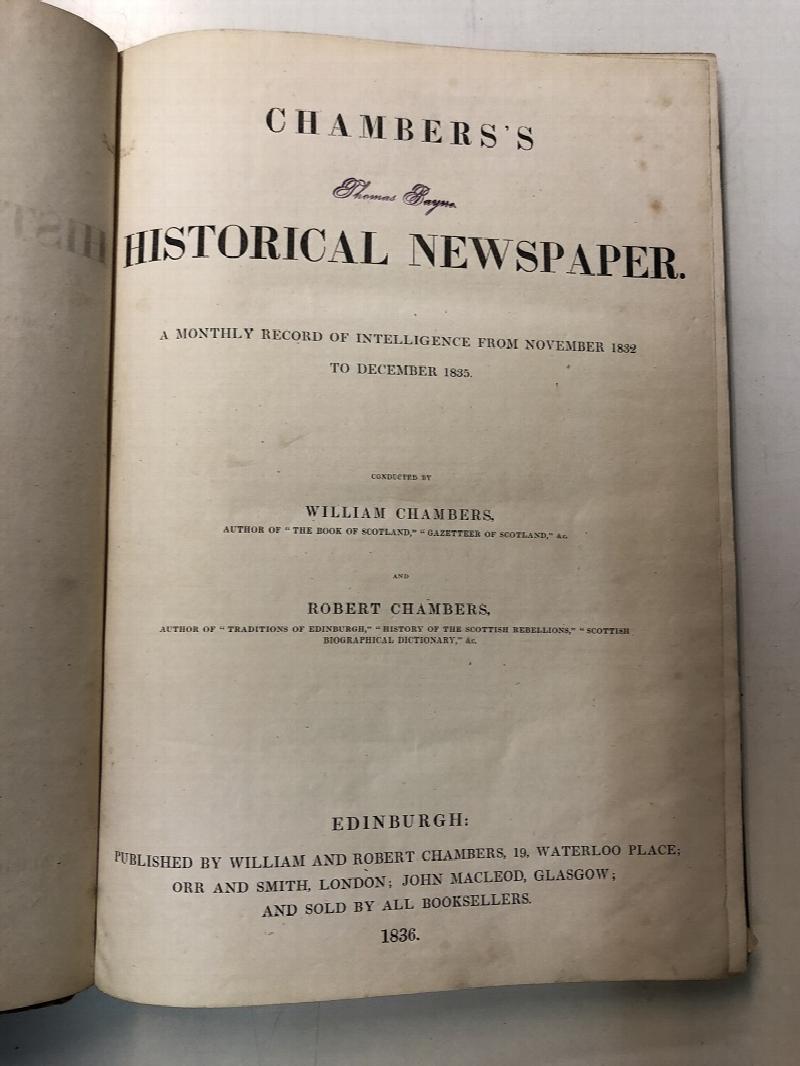 CHAMBERS'S
Thomas Bayne.
HISTORICAL NEWSPAPER.
A MONTHLY RECORD OF INTELLIGENCE FROM NOVEMBER 1832
TO DECEMBER 1835.
CONDUCTED BY
WILLIAM CHAMBERS,
AUTHOR OF "THE BOOK OF SCOTLAND," "GAZETTEER OF SCOTLAND," &c.
AND
ROBERT CHAMBERS,
AUTHOR OF "TRADITIONS OF EDINBURGH," "HISTORY OF THE SCOTTISH REBELLIONS," "SCOTTISH
BIOGRAPHICAL DICTIONARY," &c.
EDINBURGH:
PUBLISHED BY WILLIAM AND ROBERT CHAMBERS, 19, WATERLOO PLACE;
ORR AND SMITH, LONDON; JOHN MACLEOD, GLASGOW;
AND SOLD BY ALL BOOKSELLERS.
1836.